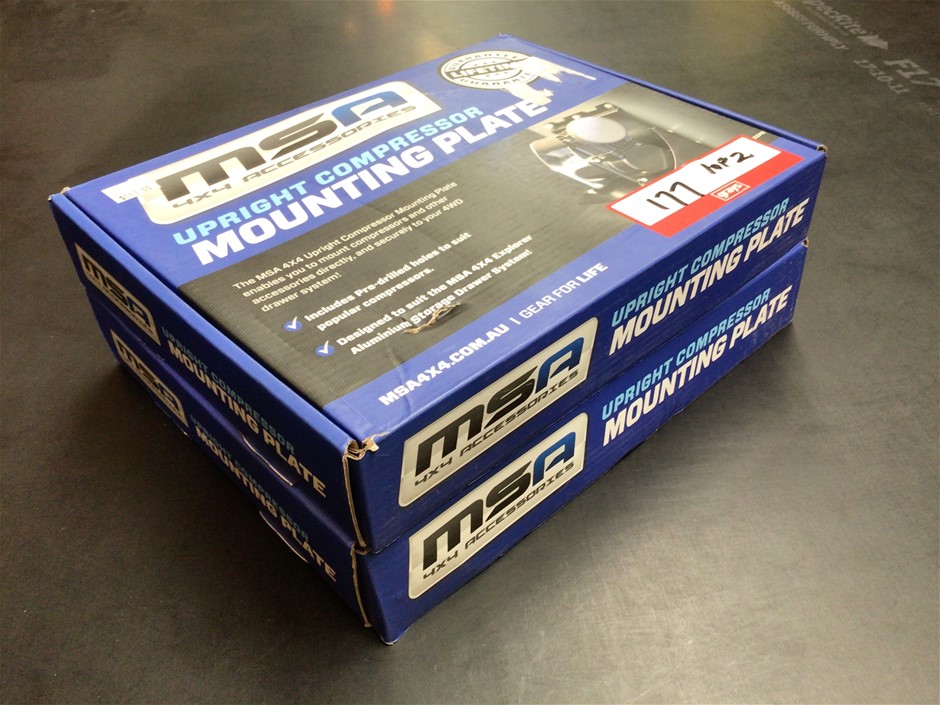 MSA
4X4 ACCESSORIES
GUARANTEE
LIFETIME
GUARANTEE
UPRIGHT COMPRESSOR
MOUNTING PLATE
The MSA 4X4 Upright Compressor Mounting Plate
enables you to mount compressors and other
accessories directly, and securely to your 4WD
drawer system!
Includes Pre-drilled holes to suit
popular compressors.
Designed to suit the MSA 4X4 Explorer
Aluminium Storage Drawer System!
MSA4X4.COM.AU | GEAR FOR LIFE
177
grays
MSA
UPRIGHT COMPRESSOR
MOUNTING PLATE
MSA
4X4 ACCESSORIES
UPRIGHT COMPRESSOR
MOUNTING PLATE
MSA
UPRIGHT COMPRESSOR
MOUNTING PLATE
MSA
4X4 ACCESSORIES
UPRIGHT COMPRESSOR
MOUNTING PLATE